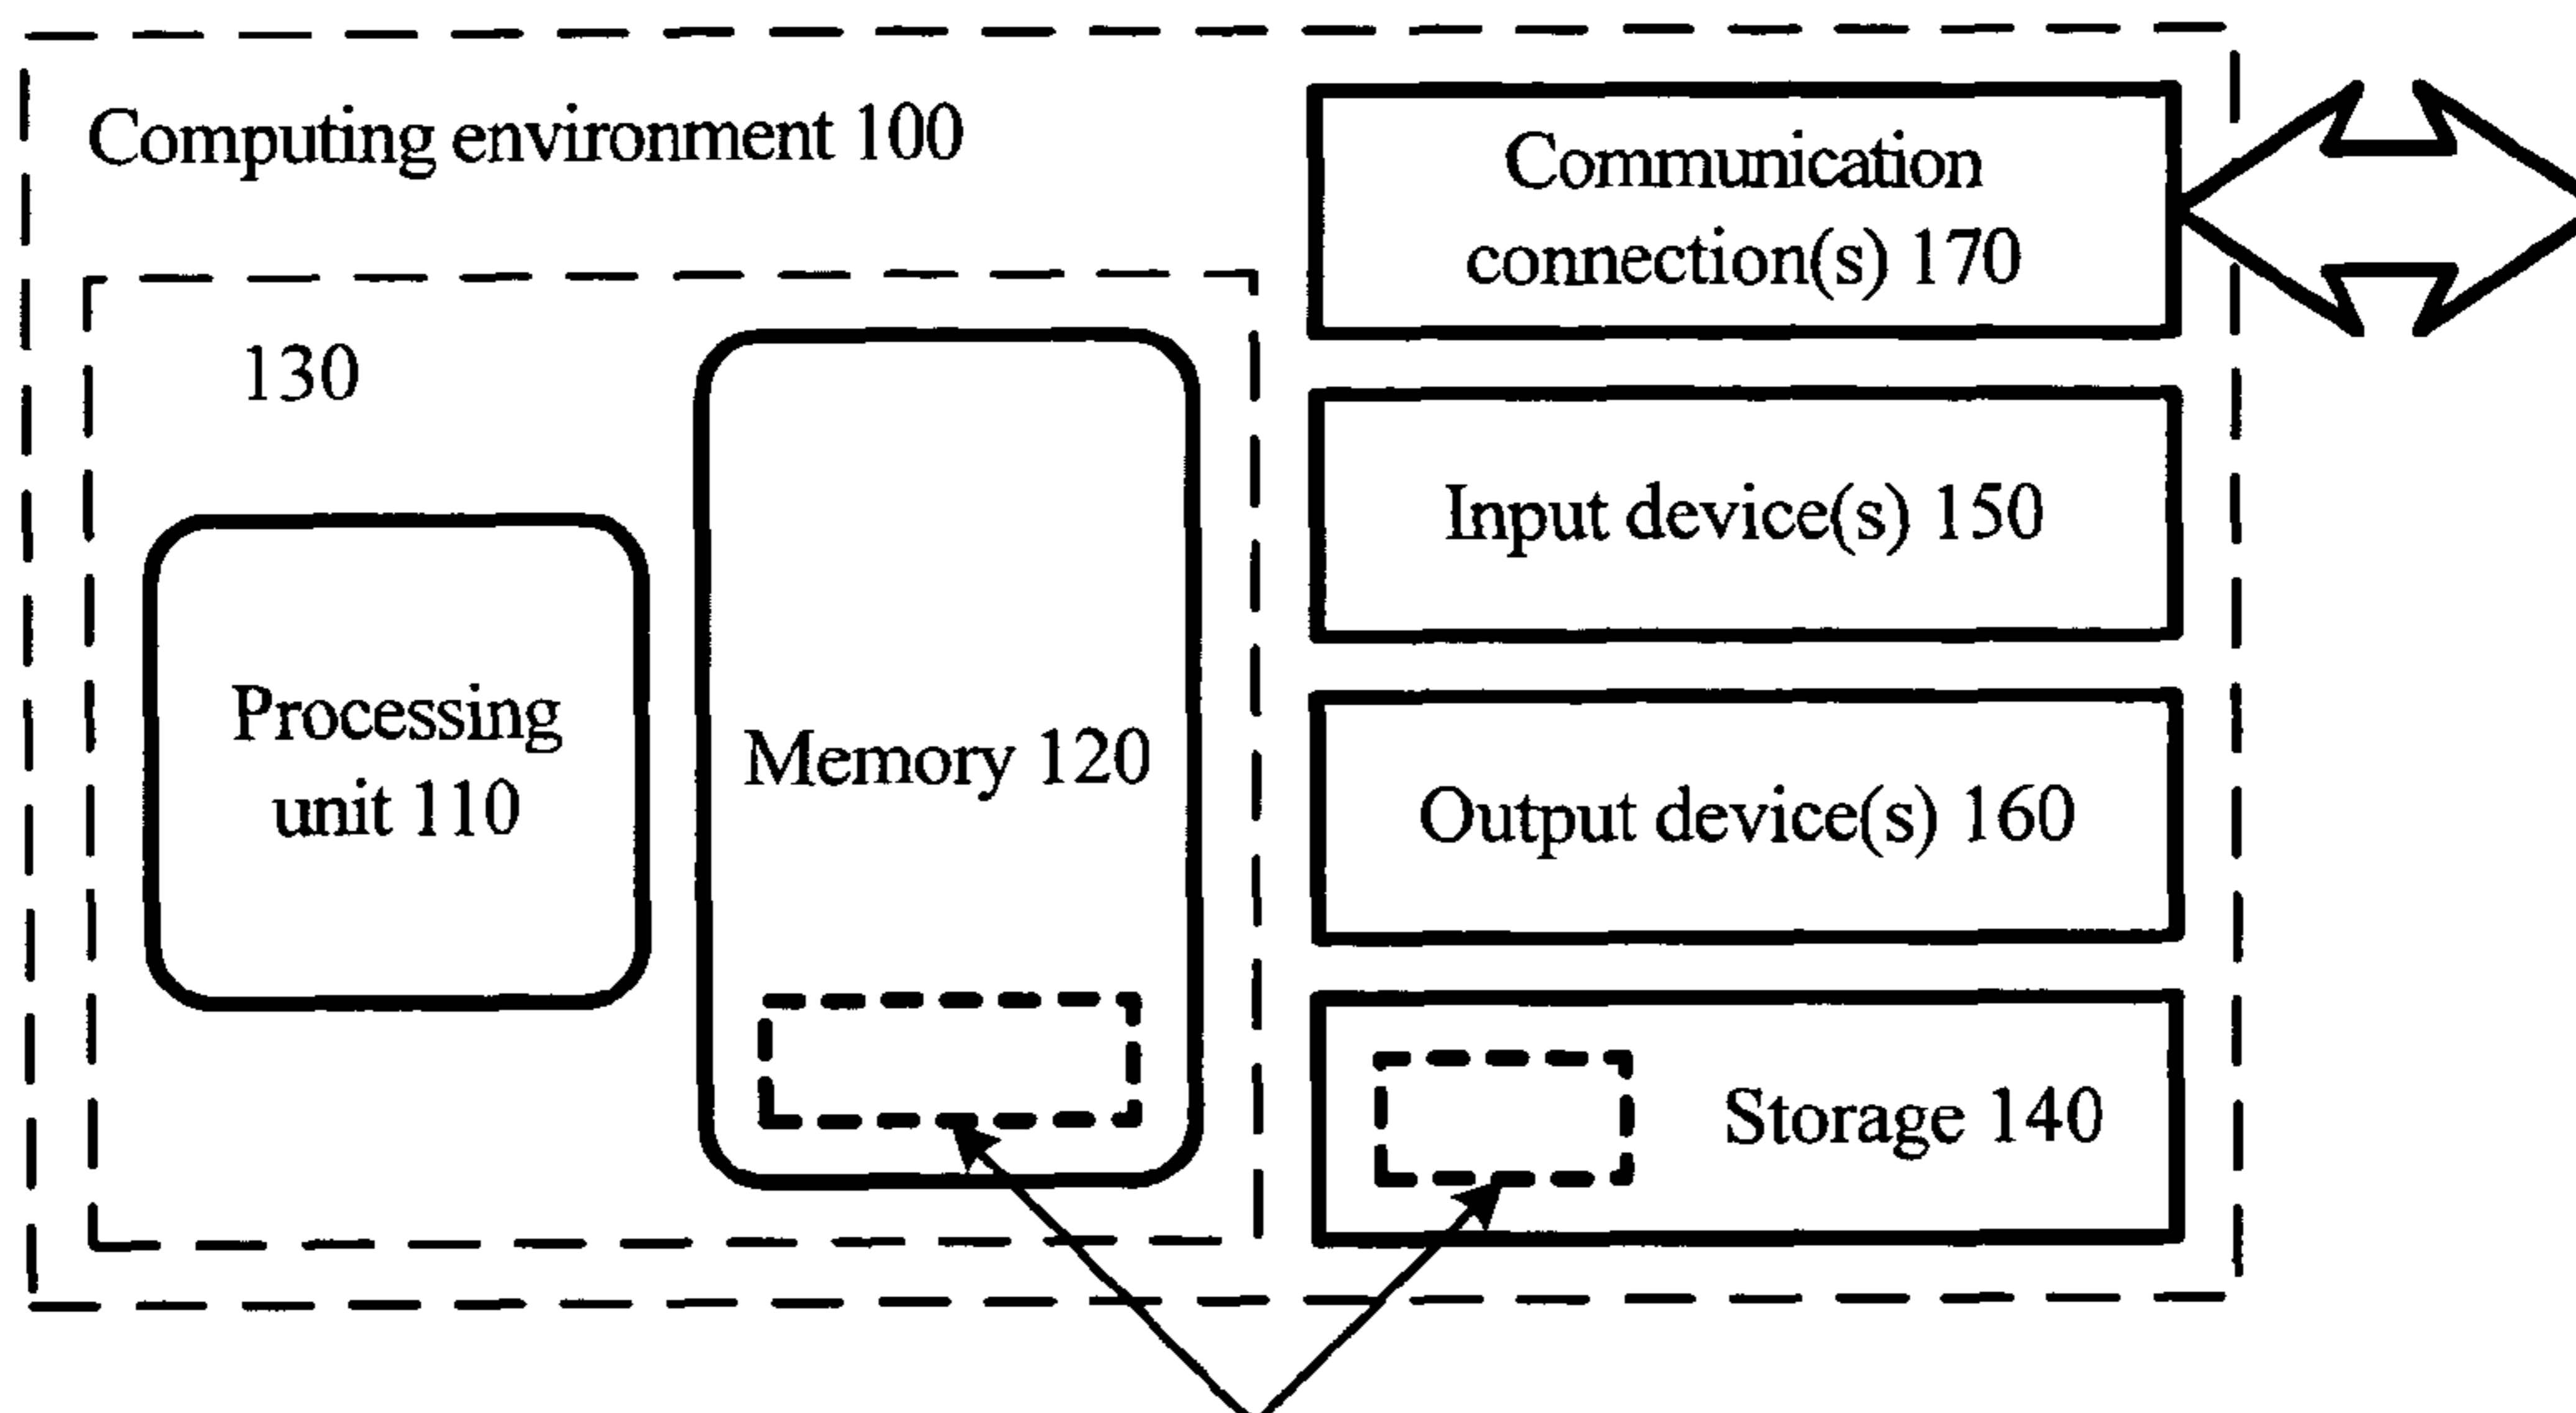 Computing environment 100
130
Processing
unit 110
Memory 120
Communication
connection(s) 170
Input device(s) 150
Output device(s) 160
Storage 140